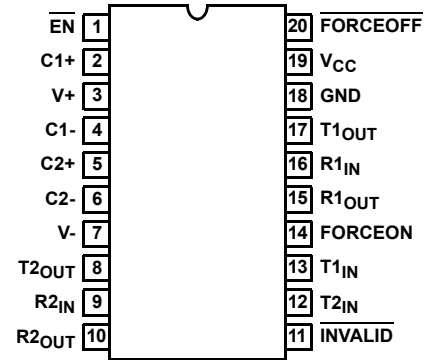 EN 1 20 FORCEOFF
C1+ 2 19 VCC
V+ 3 18 GND
C1- 4 17 T1OUT
C2+ 5 16 R1IN
C2- 6 15 R1OUT
V- 7 14 FORCEON
T2OUT 8 13 T1IN
R2IN 9 12 T2IN
R2OUT 10 11 INVALID